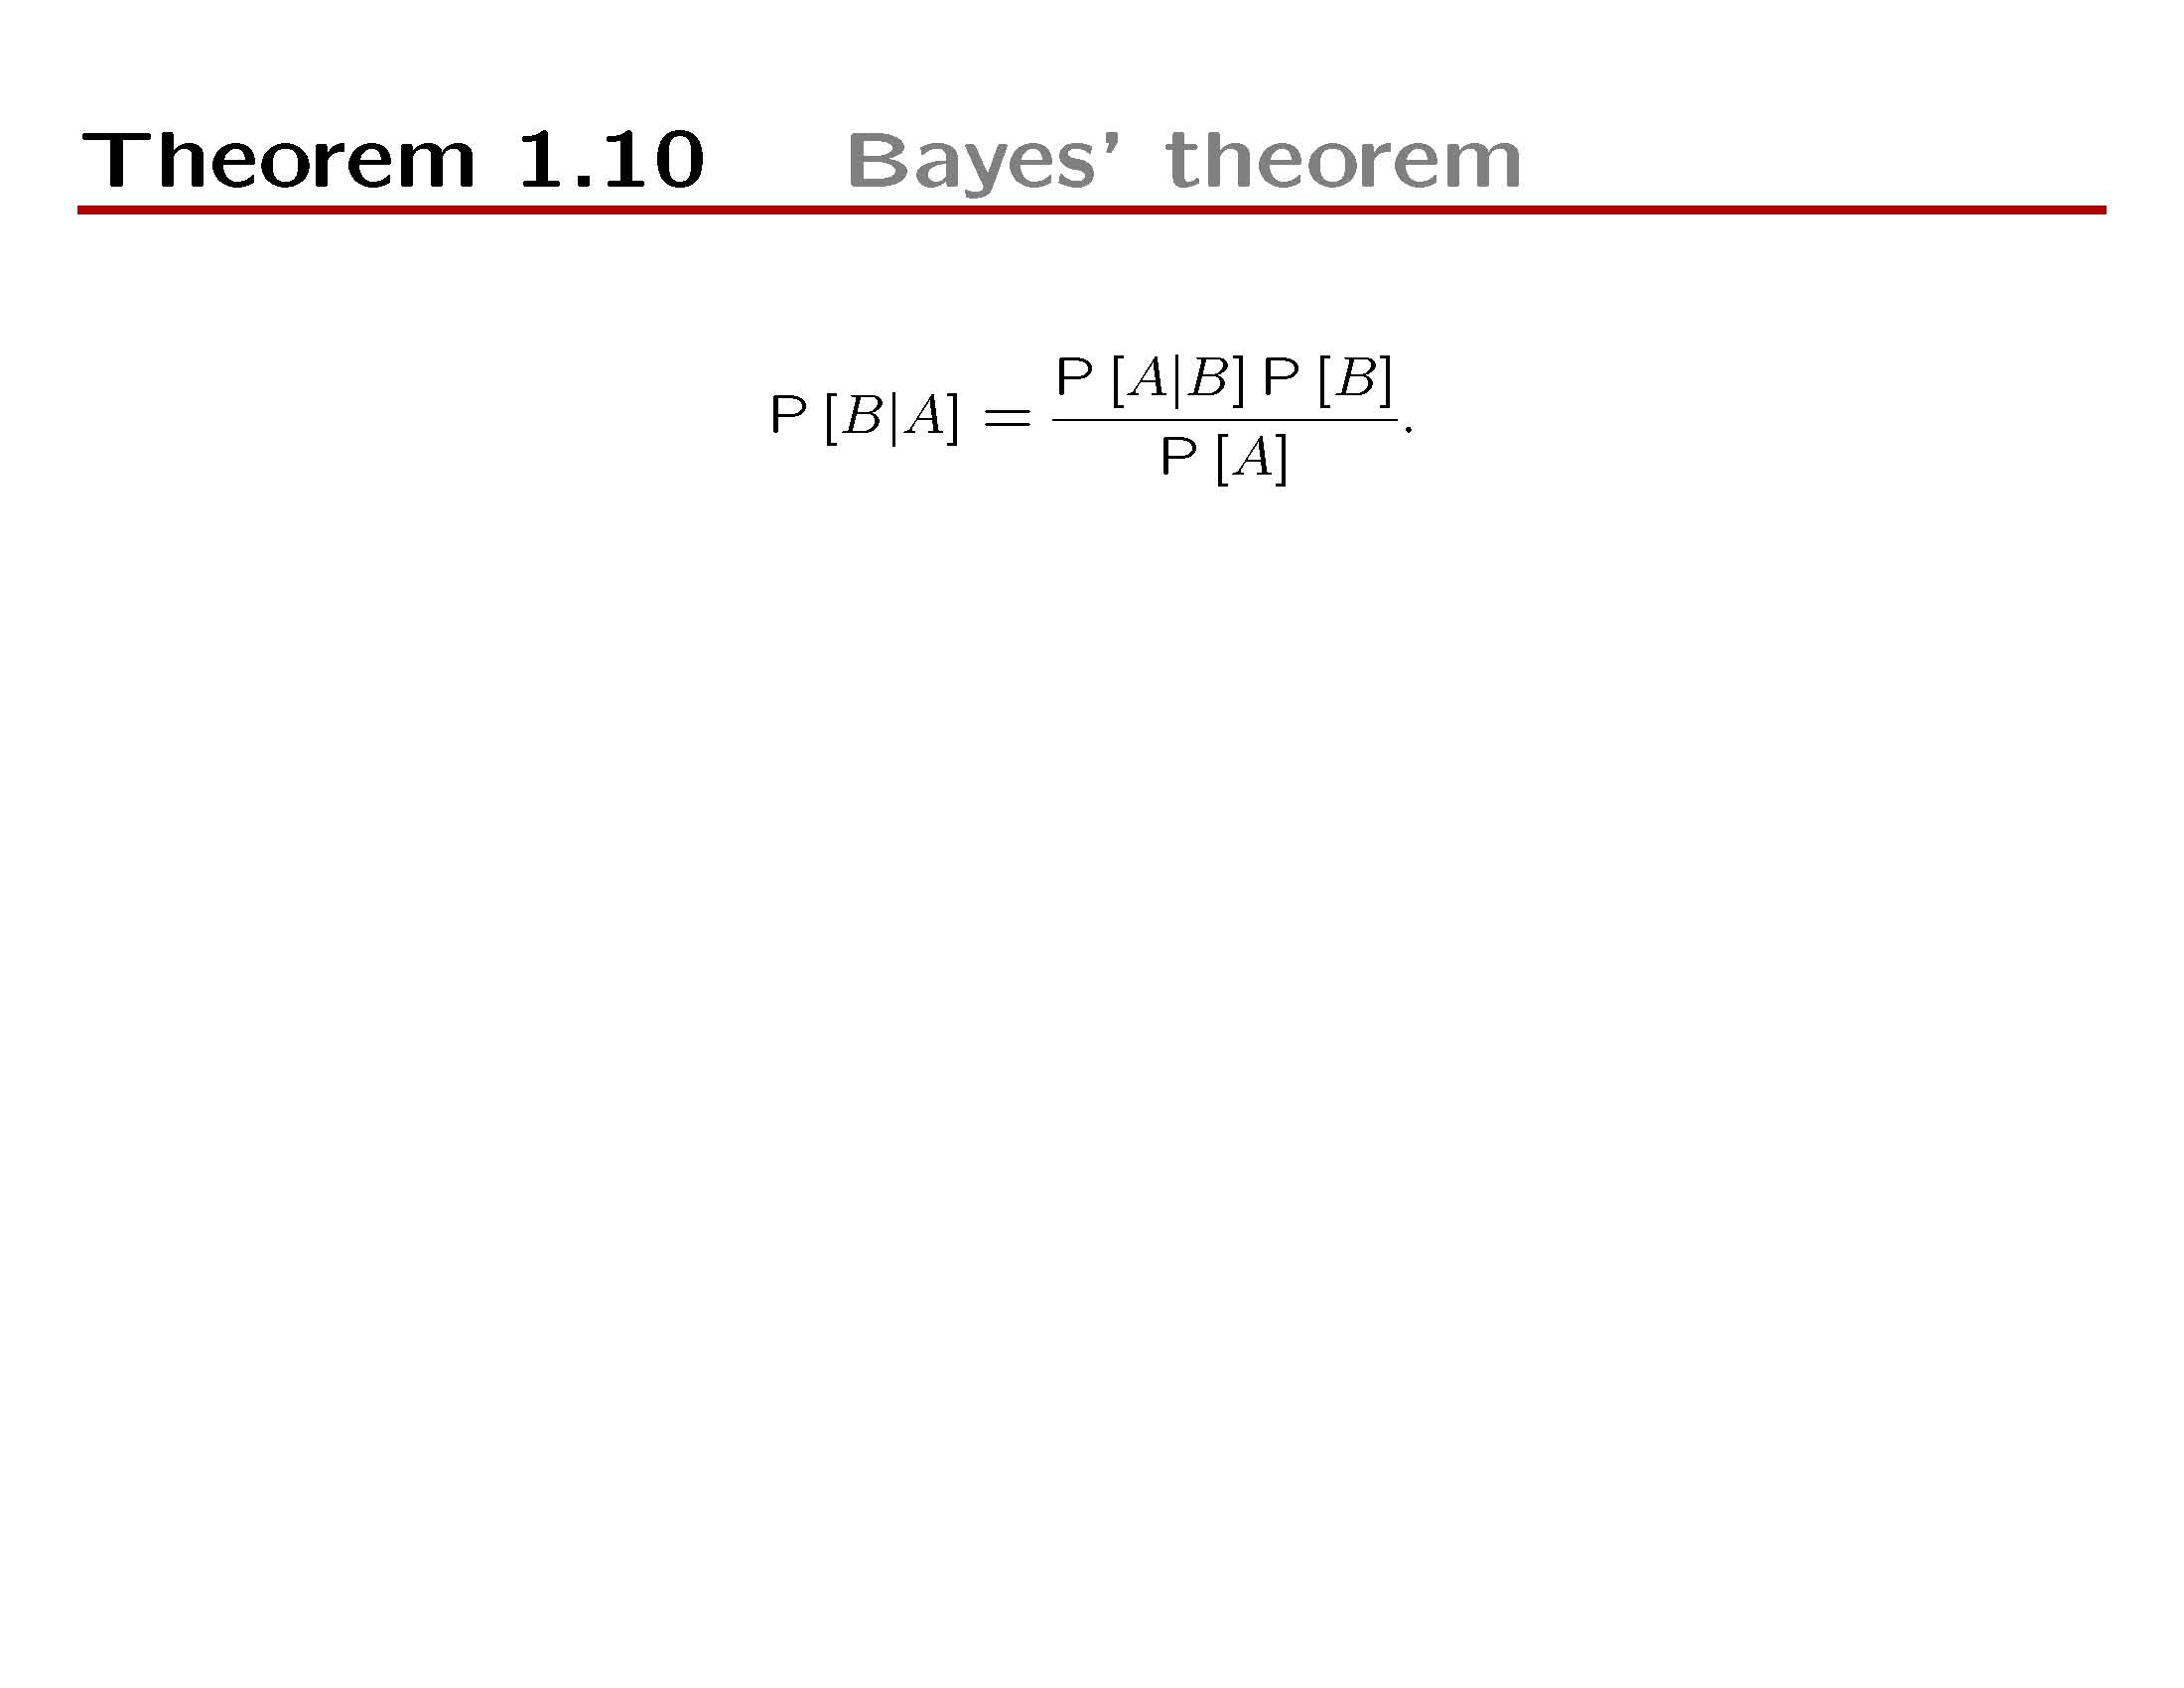 Theorem 1.10 Bayes’ theorem
P [B|A] = P [A|B] P [B] / P [A].